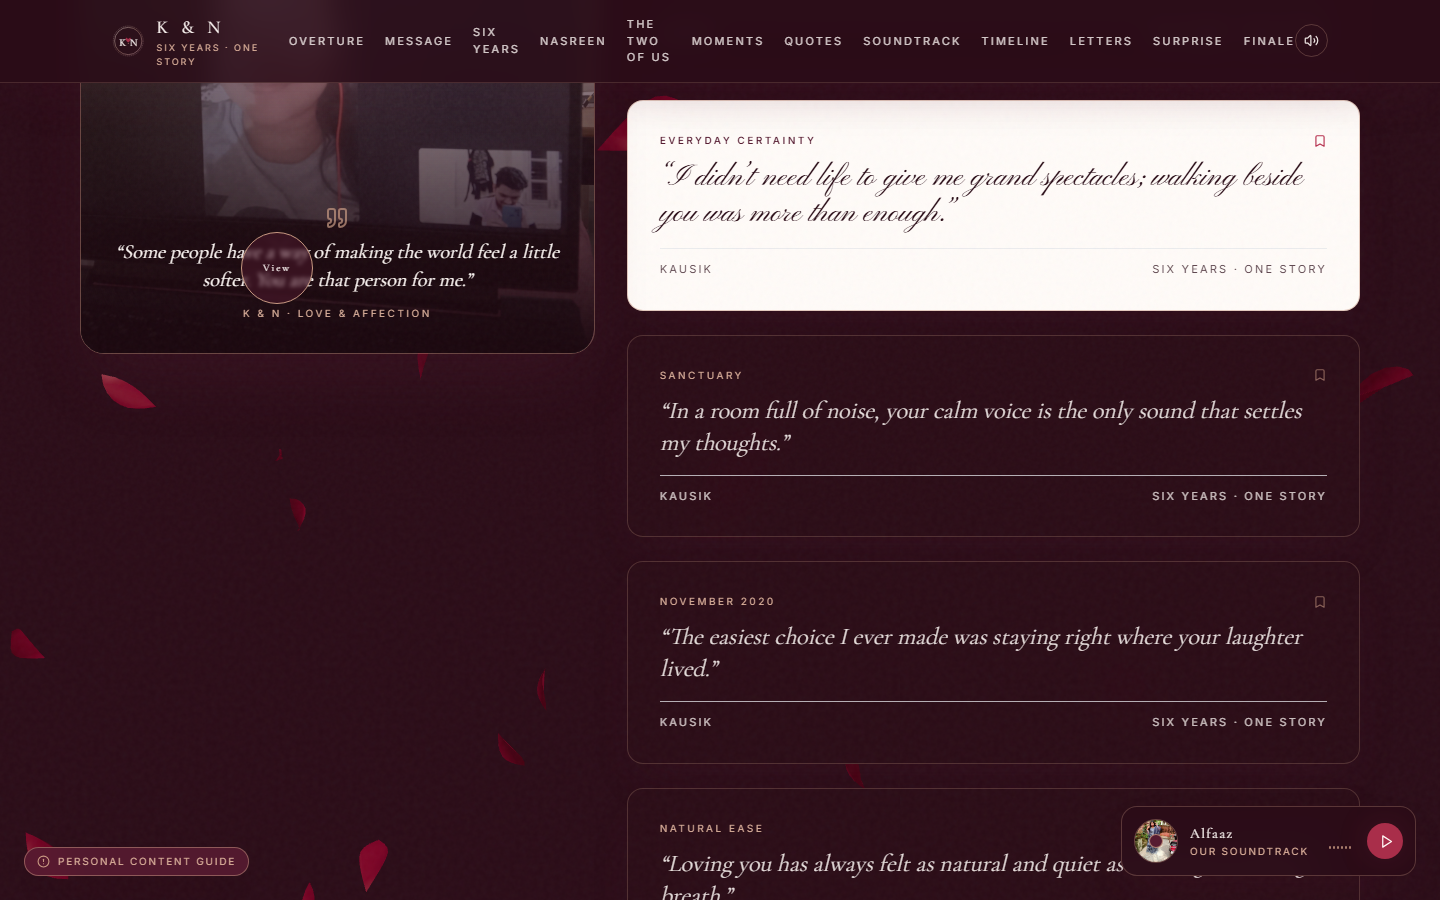 K & N
SIX YEARS · ONE
STORY
OVERTURE
MESSAGE
SIX
YEARS
NASREEN
THE
TWO
OF US
MOMENTS
QUOTES
SOUNDTRACK
TIMELINE
LETTERS
SURPRISE
FINALE
“Some people have a way of making the world feel a little
softer. You are that person for me.”
View
K & N · LOVE & AFFECTION
EVERYDAY CERTAINTY
“I didn’t need life to give me grand spectacles; walking beside
you was more than enough.”
KAUSIK
SIX YEARS · ONE STORY
SANCTUARY
“In a room full of noise, your calm voice is the only sound that settles
my thoughts.”
KAUSIK
SIX YEARS · ONE STORY
NOVEMBER 2020
“The easiest choice I ever made was staying right where your laughter
lived.”
KAUSIK
SIX YEARS · ONE STORY
NATURAL EASE
“Loving you has always felt as natural and quiet as
breath.”
Alfaaz
OUR SOUNDTRACK
PERSONAL CONTENT GUIDE